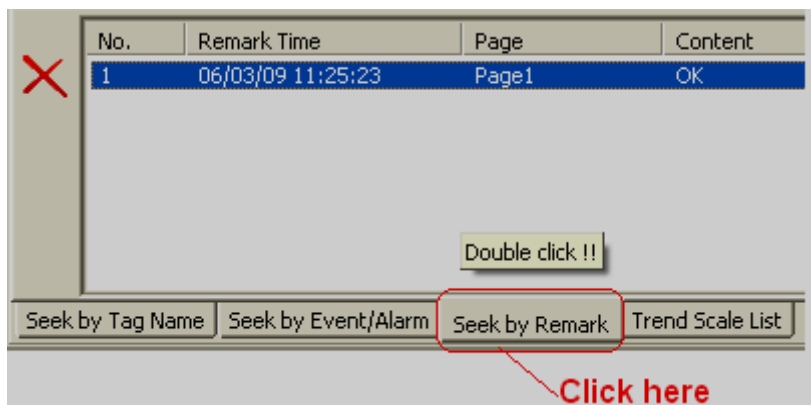 No. Remark Time Page Content
1 06/03/09 11:25:23 Page1 OK
Double click !!
Seek by Tag Name Seek by Event/Alarm Seek by Remark Trend Scale List
Click here